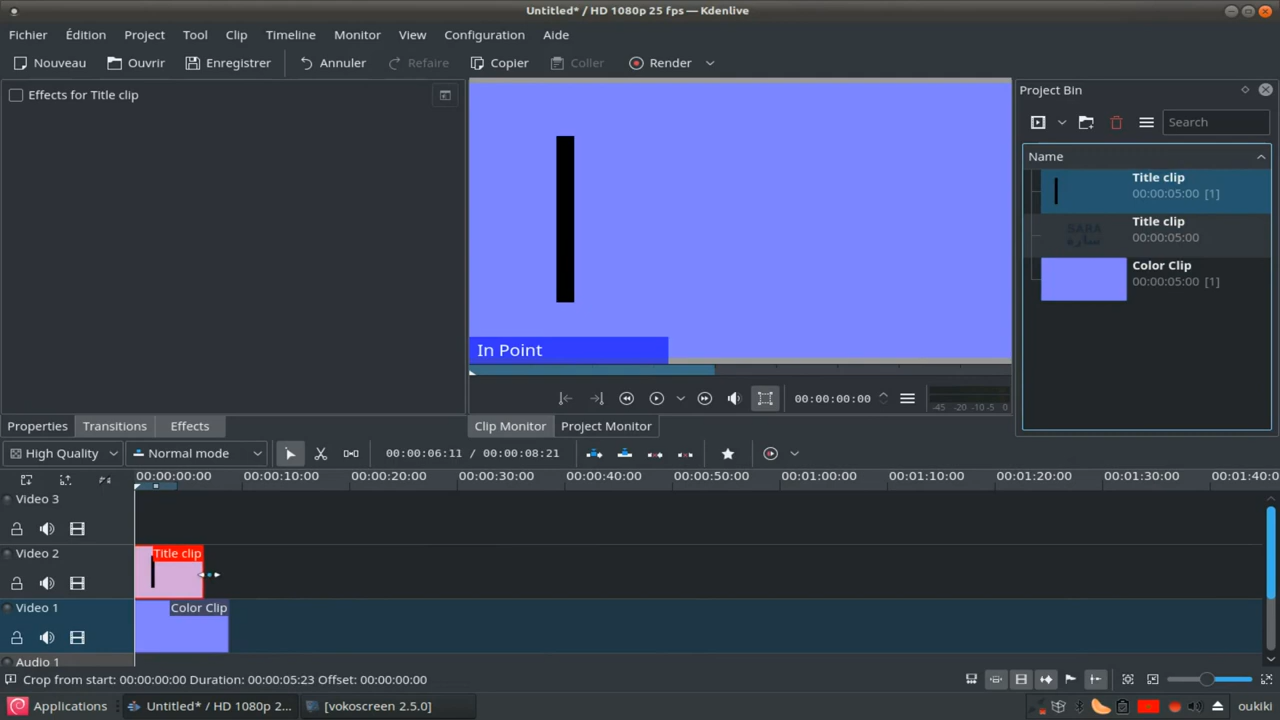 Untitled* / HD 1080p 25 fps — Kdenlive
Fichier Édition Project Tool Clip Timeline Monitor View Configuration Aide
Nouveau Ouvrir Enregistrer Annuler Refaire Copier Coller Render
Effects for Title clip
Project Bin
Search
Name
Title clip
00:00:05:00 [1]
SARA
سارة
Title clip
00:00:05:00
Color Clip
00:00:05:00 [1]
In Point
00:00:00:00
-45 -20 -10 -5 0
Properties Transitions Effects
Clip Monitor Project Monitor
High Quality Normal mode 00:00:06:11 / 00:00:08:21
00:00:00:00 00:00:10:00 00:00:20:00 00:00:30:00 00:00:40:00 00:00:50:00 00:01:00:00 00:01:10:00 00:01:20:00 00:01:30:00 00:01:40:0
Video 3
Video 2
Title clip
Video 1
Color Clip
Audio 1
Crop from start: 00:00:00:00 Duration: 00:00:05:23 Offset: 00:00:00:00
Applications Untitled* / HD 1080p 2... [vokoscreen 2.5.0] oukiki